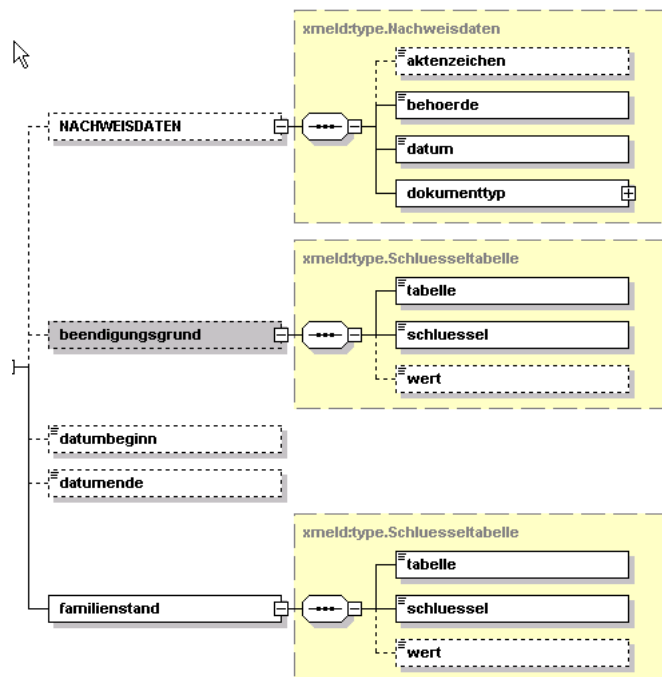 xmeld:type.Nachweisdaten
aktenzeichen
NACHWEISDATEN
behoerde
datum
dokumenttyp
xmeld:type.Schluesseltabelle
tabelle
beendigungsgrund
schluessel
wert
datumbeginn
datumende
xmeld:type.Schluesseltabelle
tabelle
familienstand
schluessel
wert